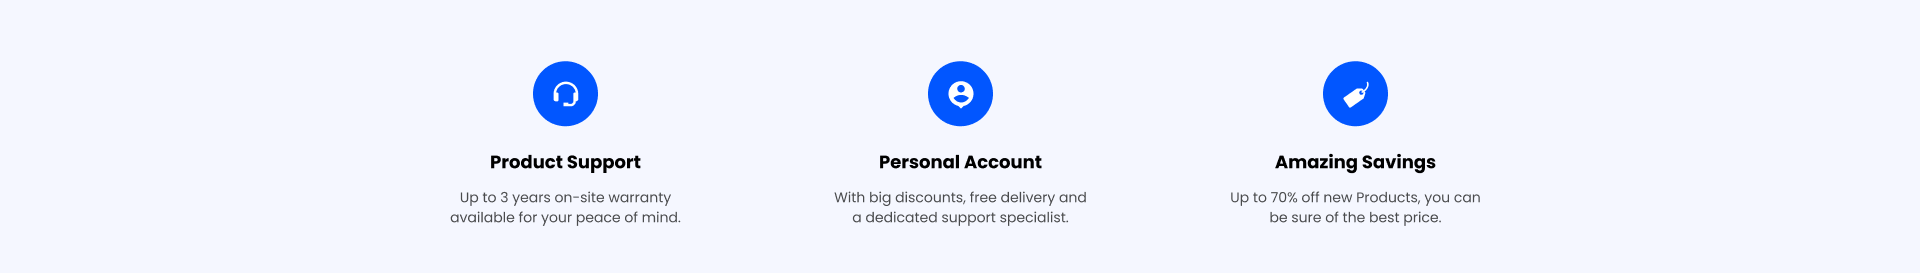 Product Support
Up to 3 years on-site warranty
available for your peace of mind.
Personal Account
With big discounts, free delivery and
a dedicated support specialist.
Amazing Savings
Up to 70% off new Products, you can
be sure of the best price.